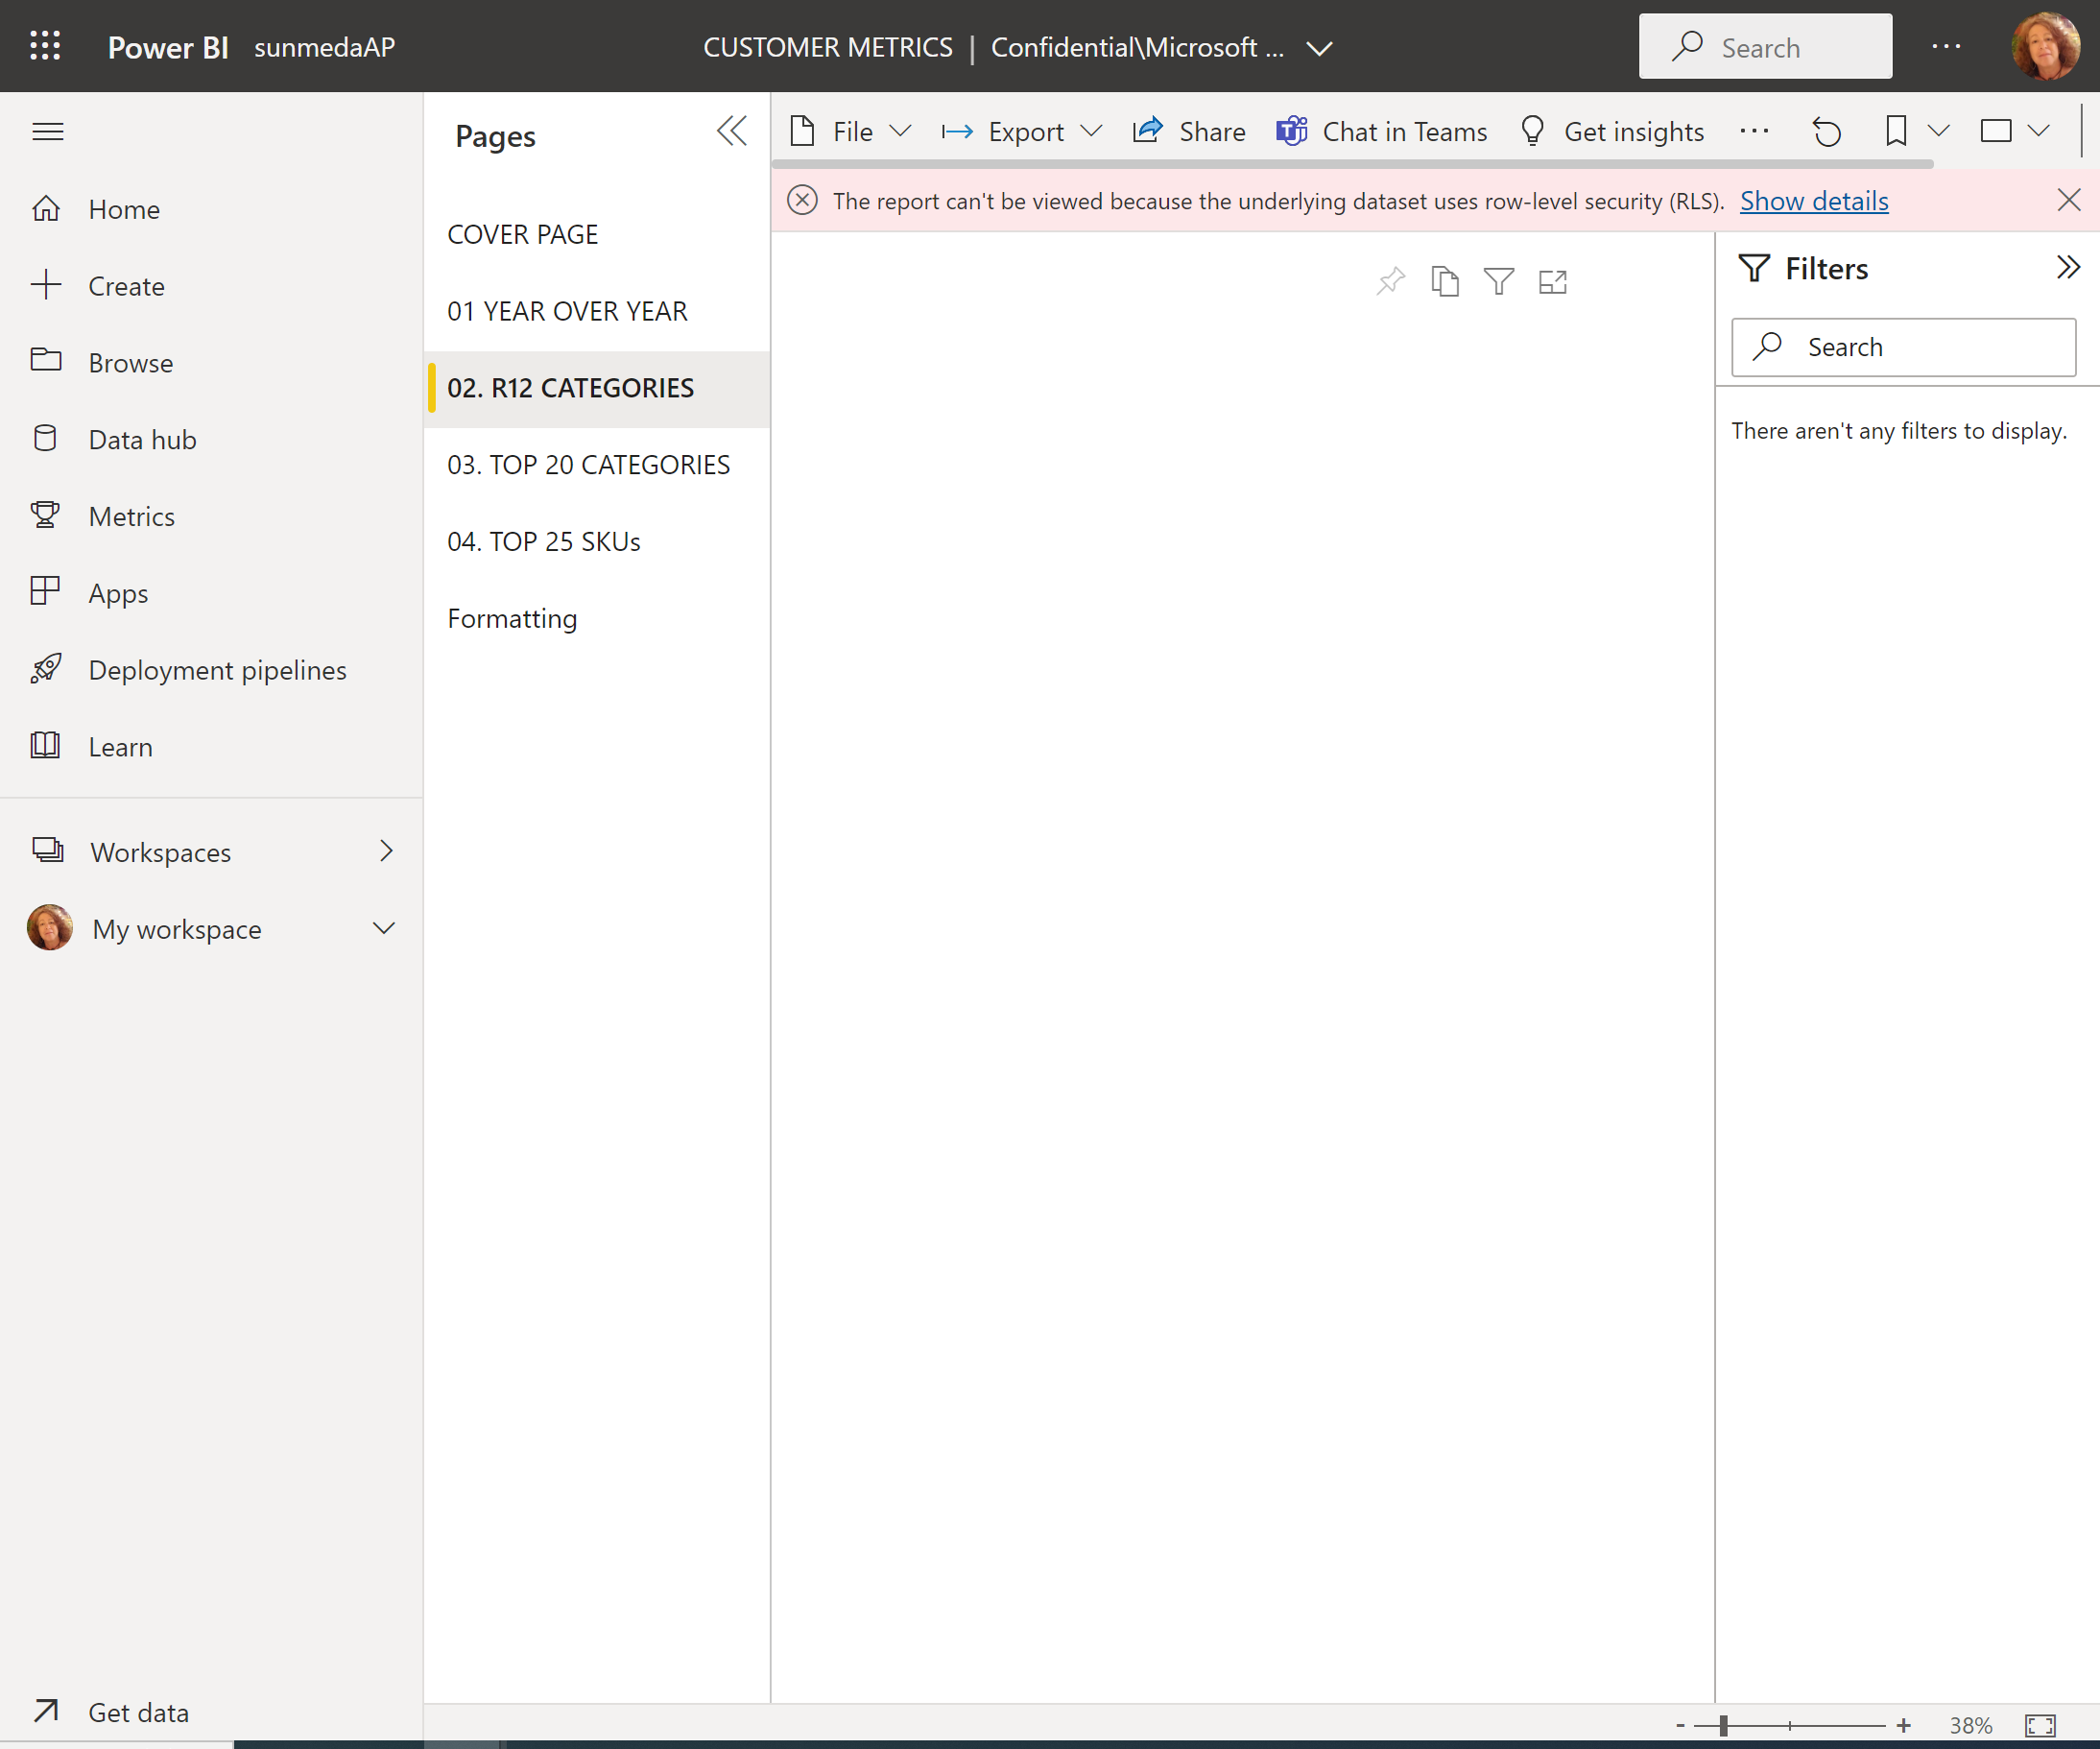 Power BI sunmedaAP
CUSTOMER METRICS | Confidential\Microsoft ...
Search
Home
Create
Browse
Data hub
Metrics
Apps
Deployment pipelines
Learn
Workspaces
My workspace
Get data
Pages
COVER PAGE
01 YEAR OVER YEAR
02. R12 CATEGORIES
03. TOP 20 CATEGORIES
04. TOP 25 SKUs
Formatting
File Export Share Chat in Teams Get insights ...
The report can't be viewed because the underlying dataset uses row-level security (RLS). Show details
Filters
Search
There aren't any filters to display.
- + 38%